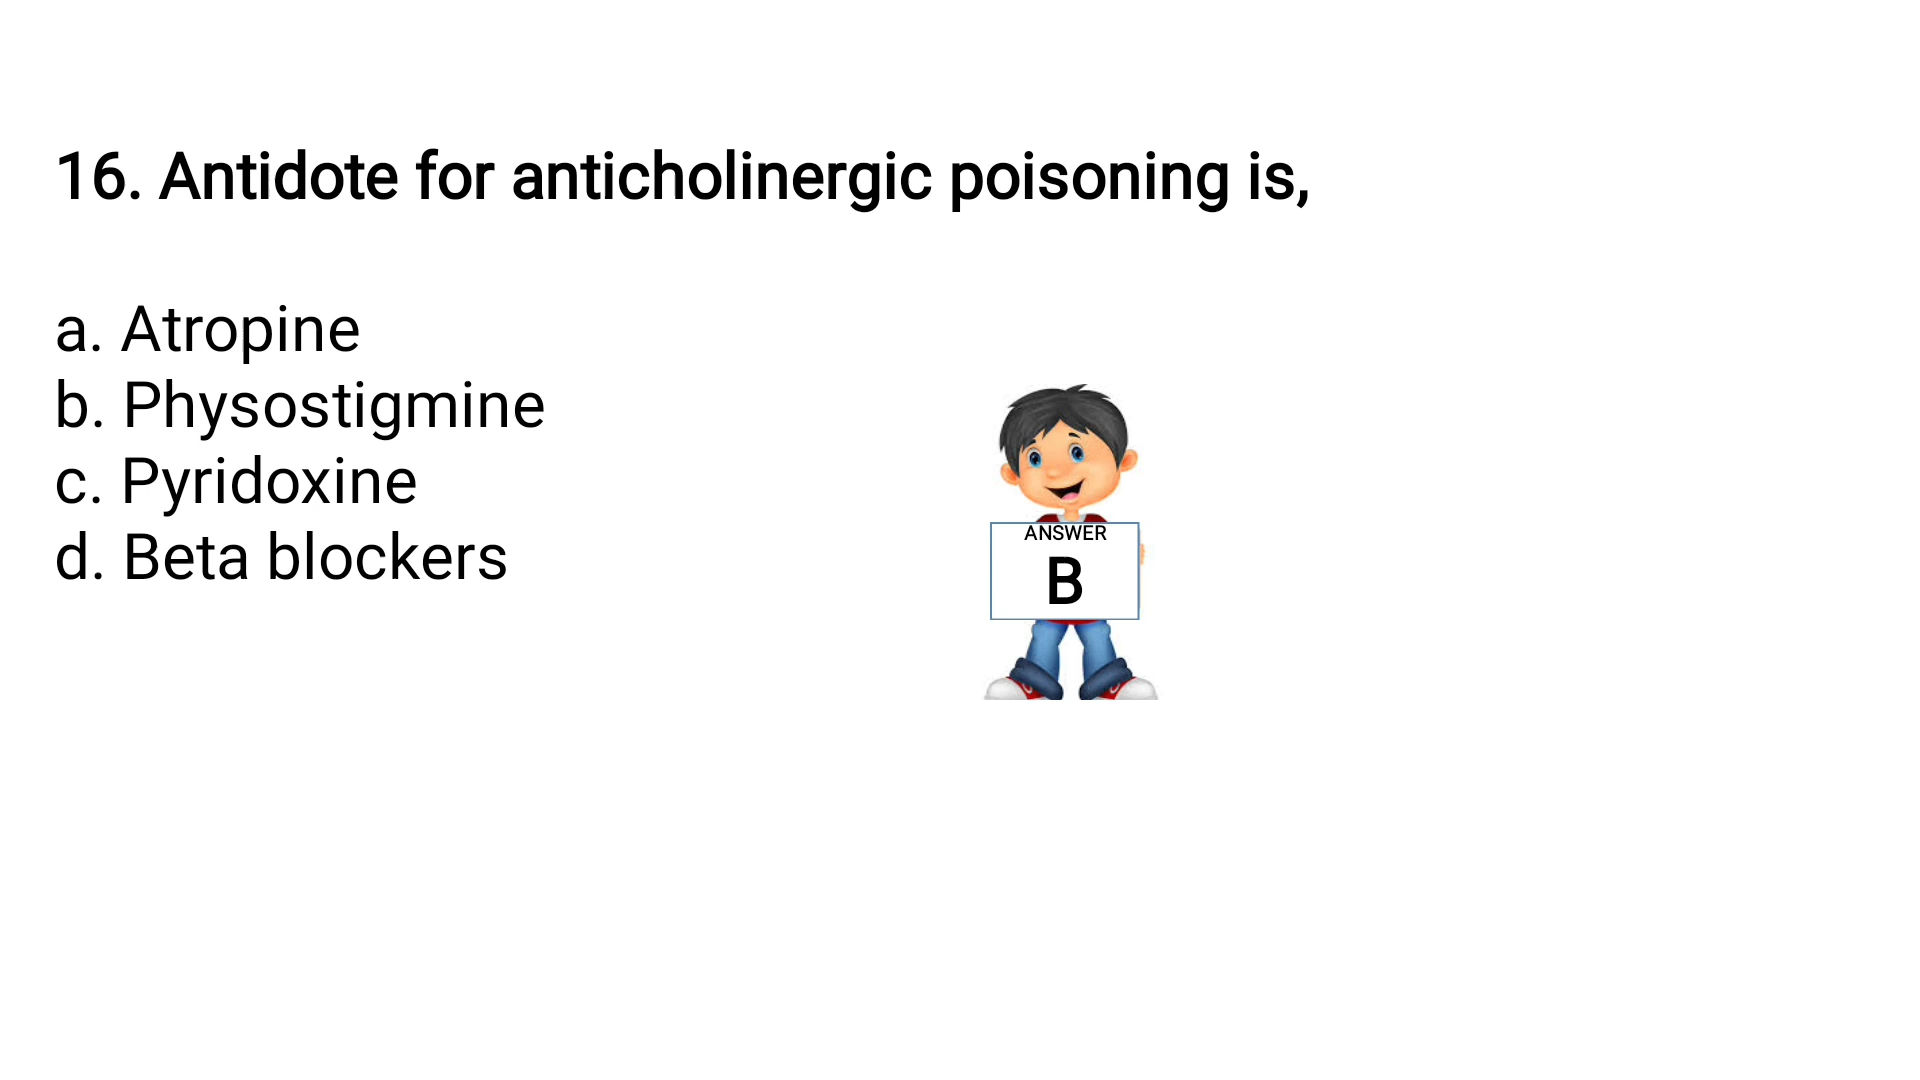 16. Antidote for anticholinergic poisoning is,
a. Atropine
b. Physostigmine
c. Pyridoxine
d. Beta blockers
ANSWER
B